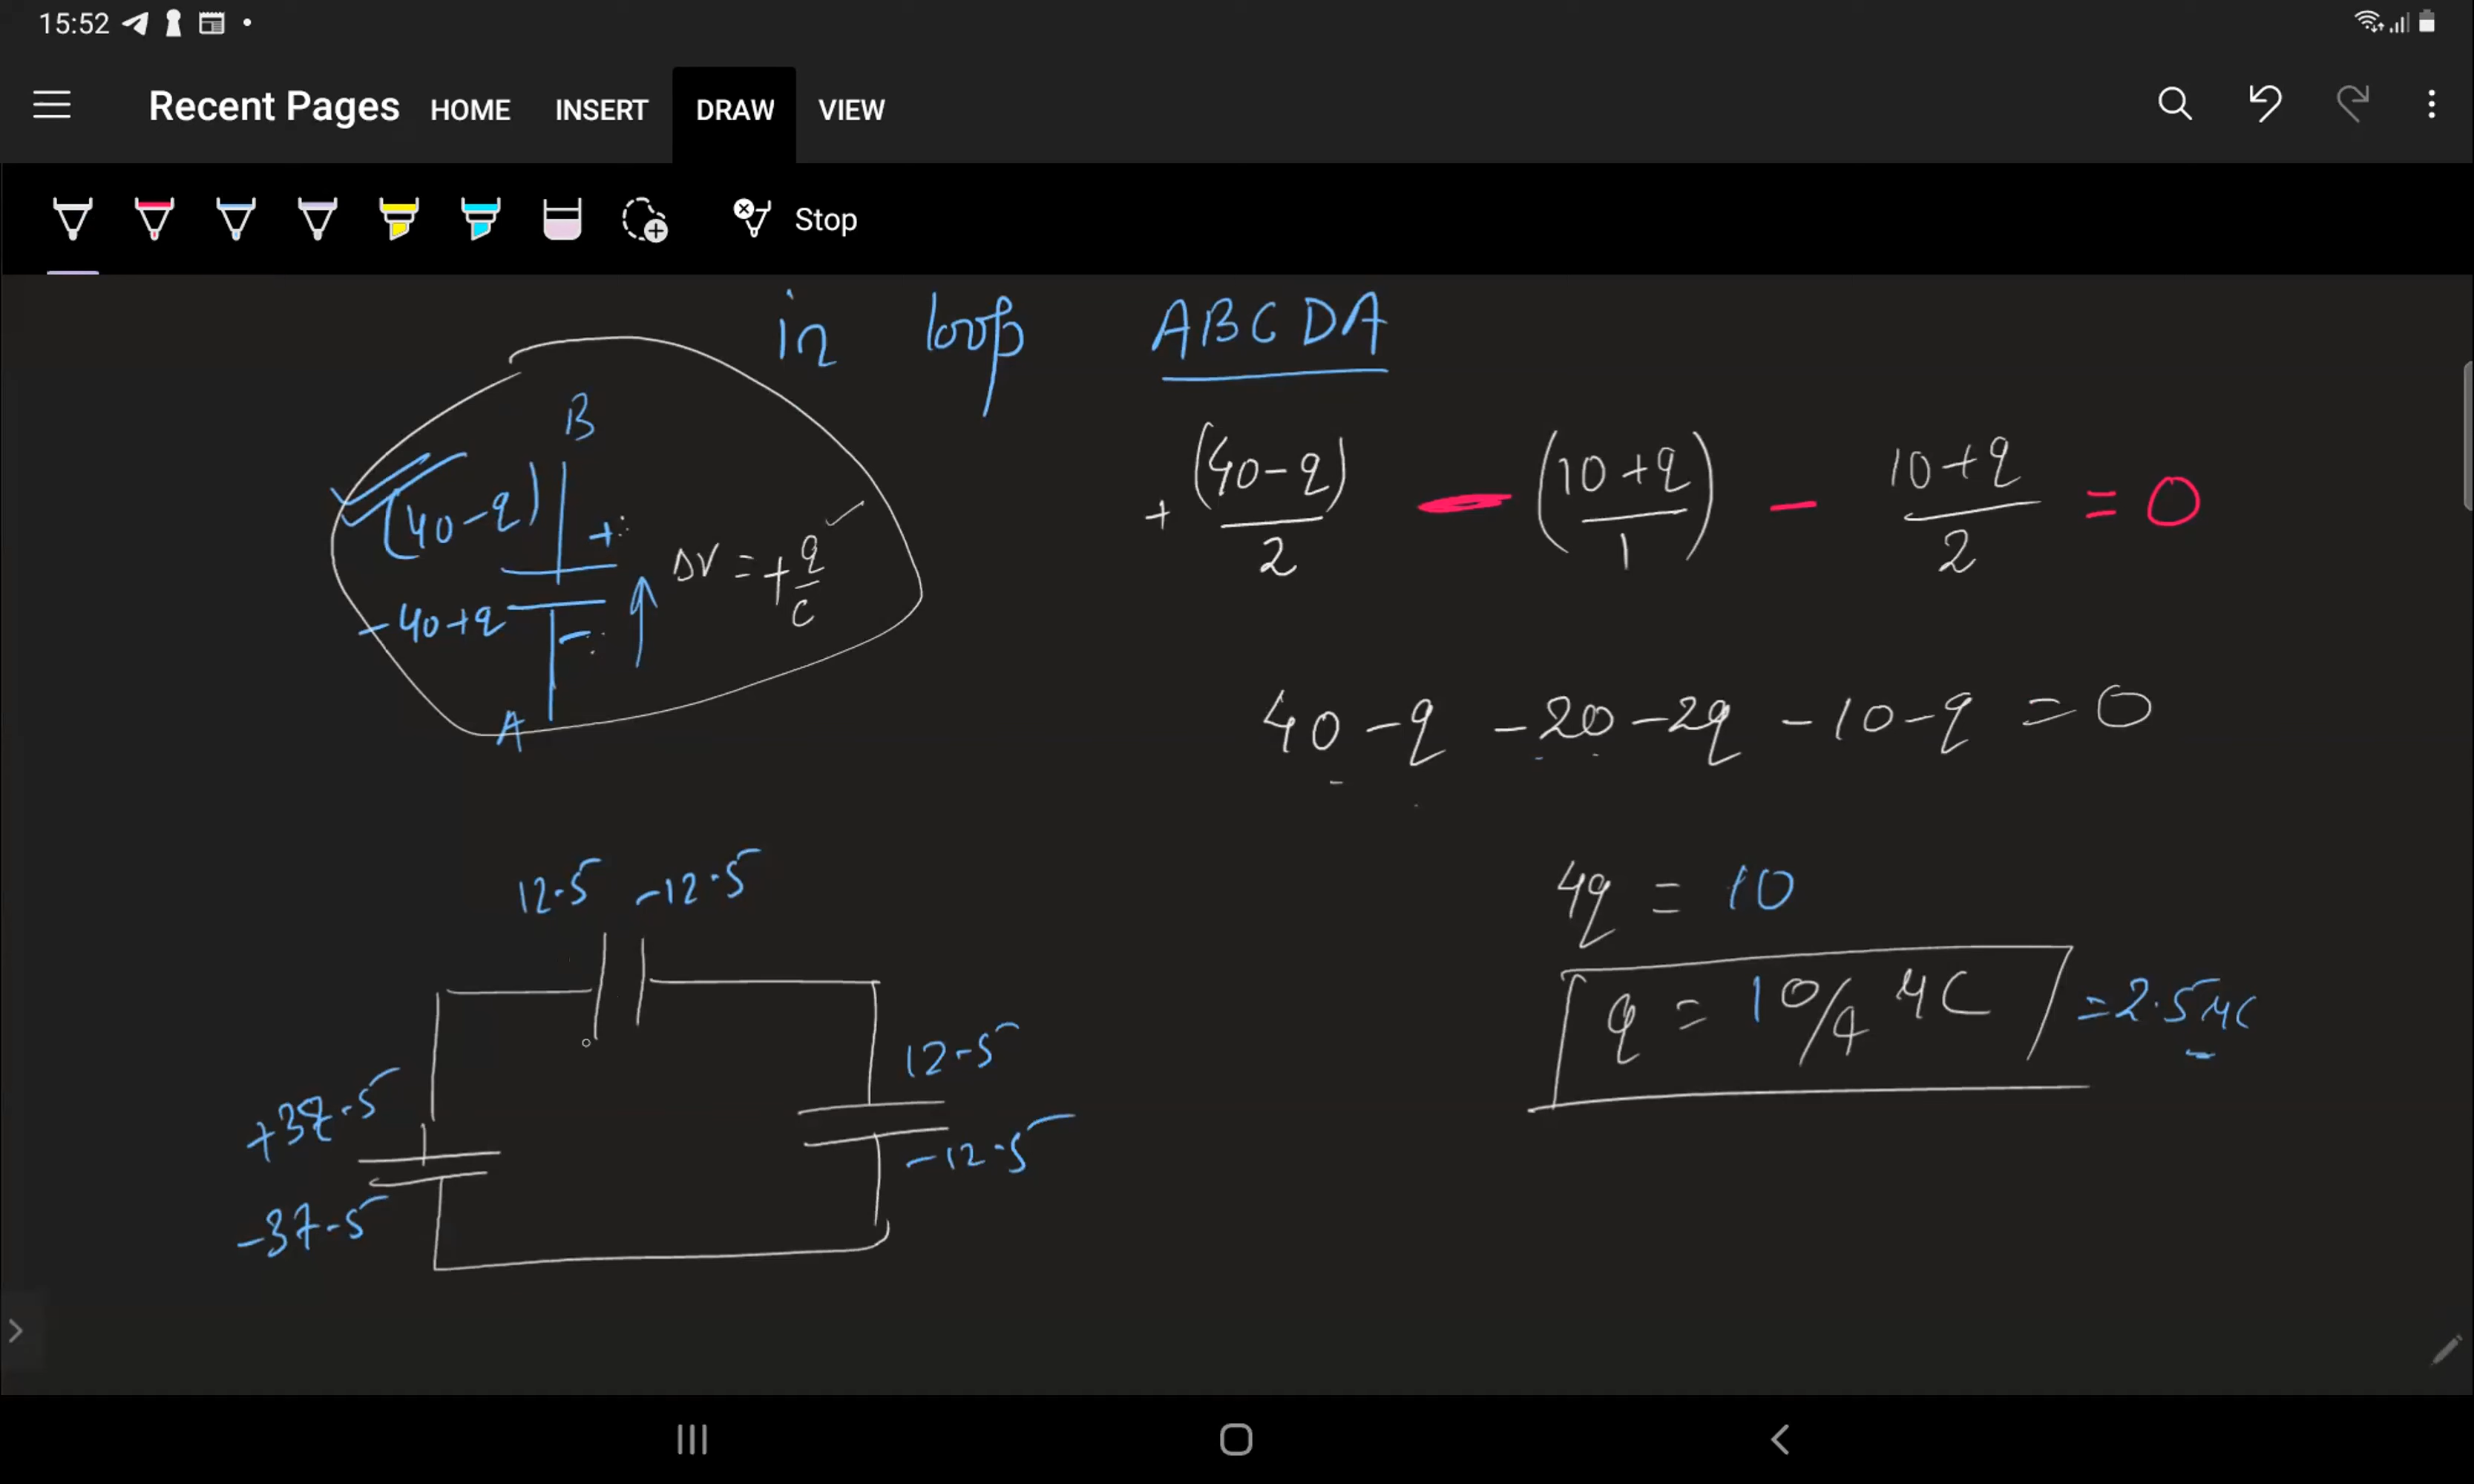 15:52
Recent Pages HOME INSERT DRAW VIEW
Stop
in loop ABCDA
B
(40-q) +
-40+q -
ΔV = +q/C
A
+(40-q)/2 - (10+q)/1 - 10+q/2 = 0
40-q -20-2q -10-q = 0
4q = 10
q = 10/4 μC = 2.5μC
12.5 -12.5
12.5
-12.5
+37.5
-37.5